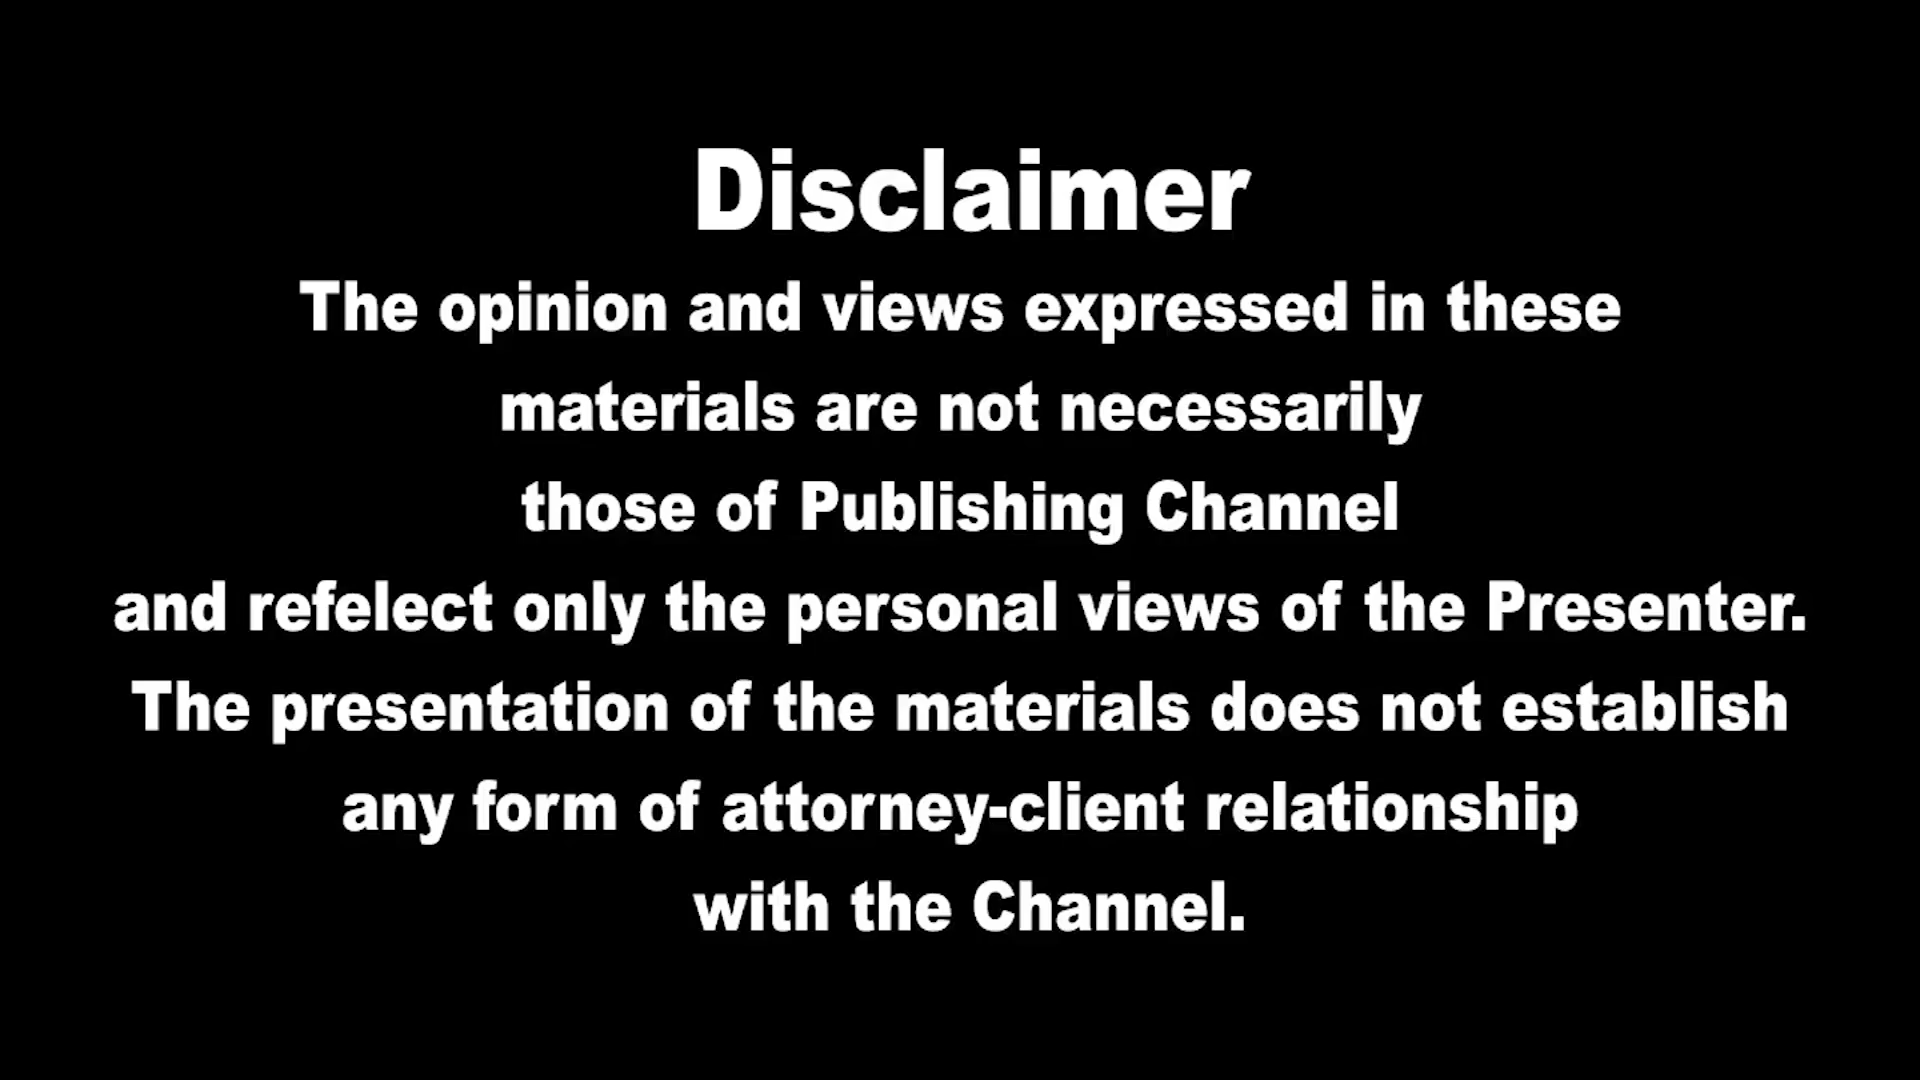 Disclaimer
The opinion and views expressed in these
materials are not necessarily
those of Publishing Channel
and refelect only the personal views of the Presenter.
The presentation of the materials does not establish
any form of attorney-client relationship
with the Channel.